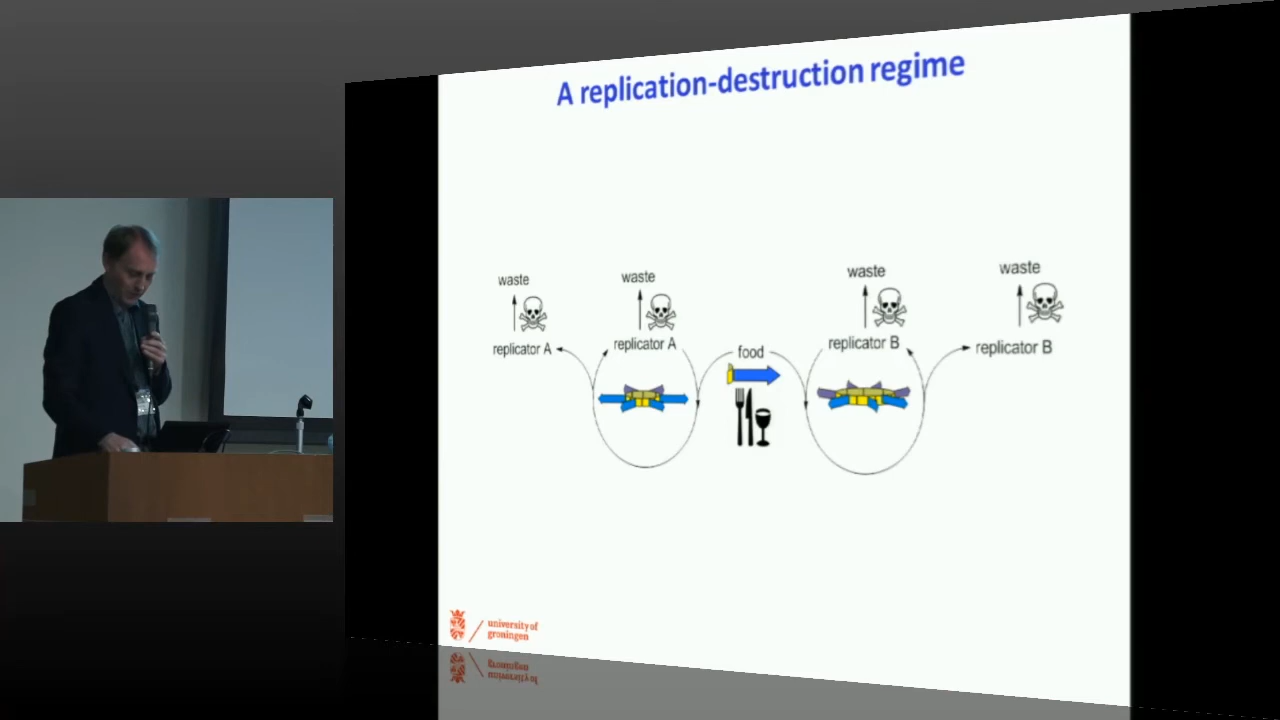 A replication-destruction regime
waste
waste
waste
waste
replicator A
replicator A
food
replicator B
replicator B
university of
groningen